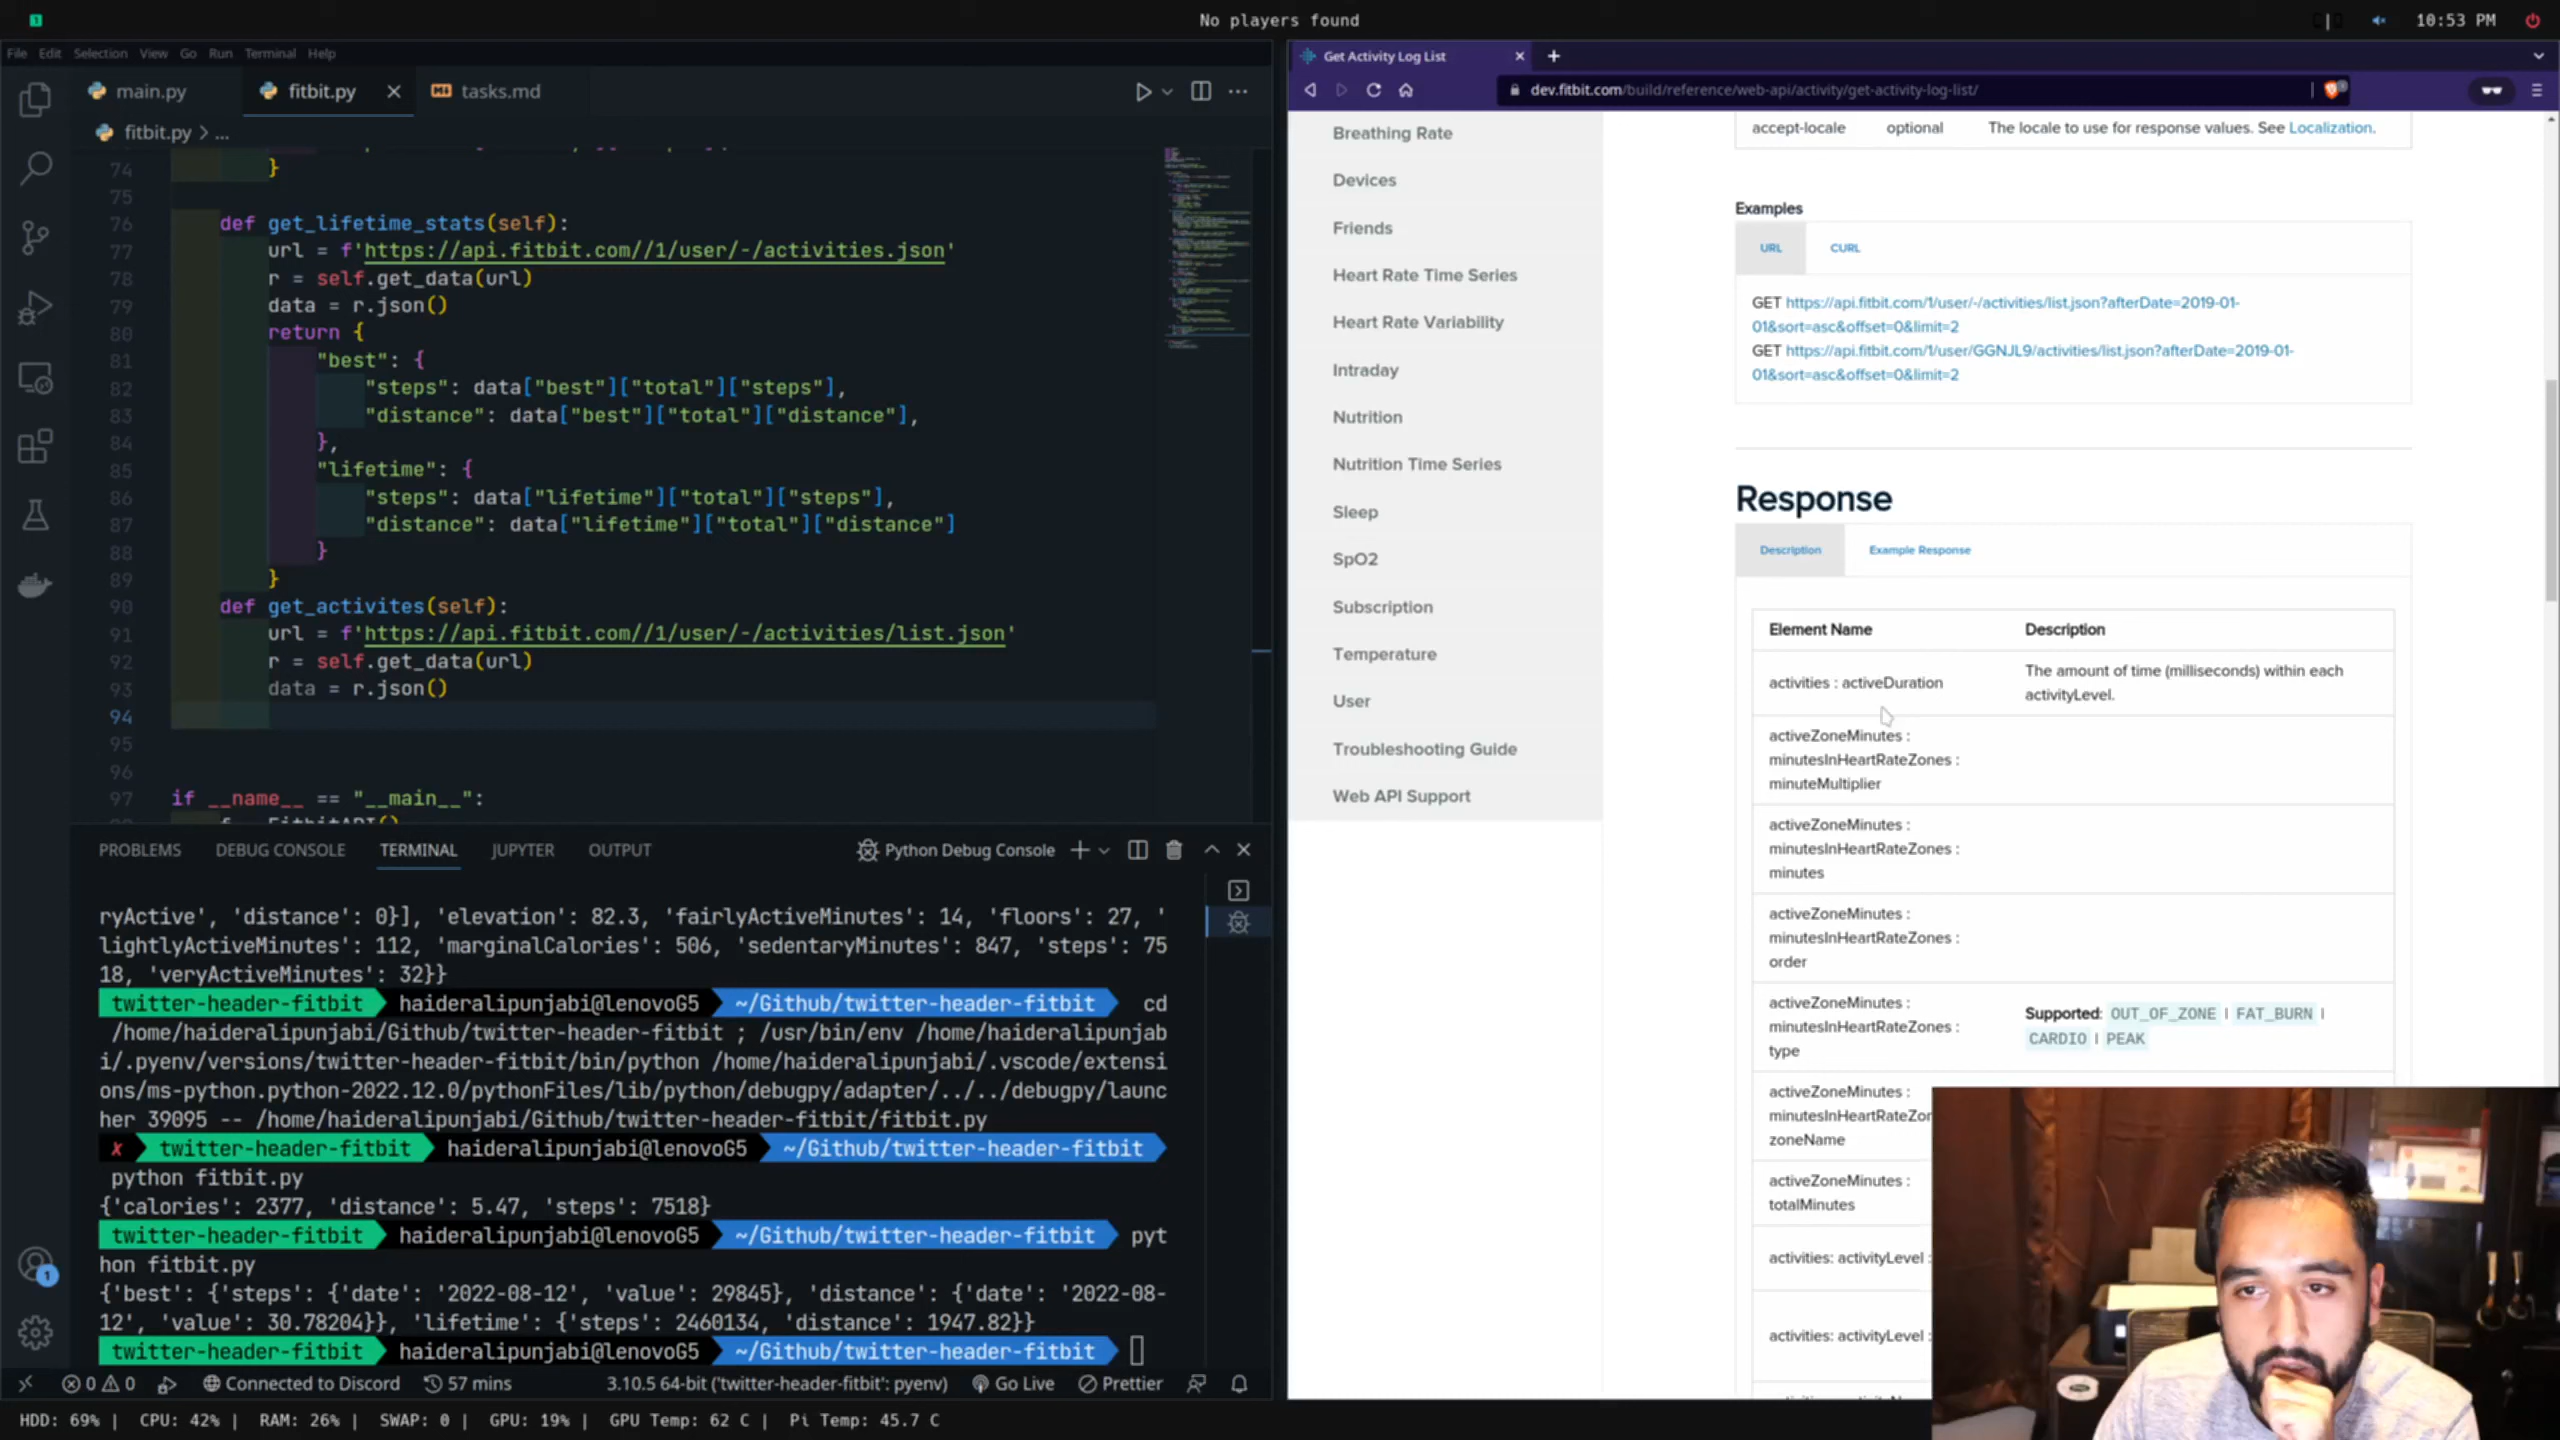 No players found
10:53 PM
File Edit Selection View Go Run Terminal Help
main.py
fitbit.py
tasks.md
fitbit.py > ...
74 }
75
76 def get_lifetime_stats(self):
77 url = f'https://api.fitbit.com//1/user/-/activities.json'
78 r = self.get_data(url)
79 data = r.json()
80 return {
81 "best": {
82 "steps": data["best"]["total"]["steps"],
83 "distance": data["best"]["total"]["distance"],
84 },
85 "lifetime": {
86 "steps": data["lifetime"]["total"]["steps"],
87 "distance": data["lifetime"]["total"]["distance"]
88 }
89 }
90 def get_activites(self):
91 url = f'https://api.fitbit.com//1/user/-/activities/list.json'
92 r = self.get_data(url)
93 data = r.json()
94
95
96
97 if __name__ == "__main__":
PROBLEMS DEBUG CONSOLE TERMINAL JUPYTER OUTPUT
Python Debug Console
ryActive', 'distance': 0}], 'elevation': 82.3, 'fairlyActiveMinutes': 14, 'floors': 27, '
lightlyActiveMinutes': 112, 'marginalCalories': 506, 'sedentaryMinutes': 847, 'steps': 75
18, 'veryActiveMinutes': 32}}
twitter-header-fitbit haideralipunjabi@lenovoG5 ~/Github/twitter-header-fitbit cd
/home/haideralipunjabi/Github/twitter-header-fitbit ; /usr/bin/env /home/haideralipunjab
i/.pyenv/versions/twitter-header-fitbit/bin/python /home/haideralipunjabi/.vscode/extensi
ons/ms-python.python-2022.12.0/pythonFiles/lib/python/debugpy/adapter/../../debugpy/launc
her 39095 -- /home/haideralipunjabi/Github/twitter-header-fitbit/fitbit.py
✗ twitter-header-fitbit haideralipunjabi@lenovoG5 ~/Github/twitter-header-fitbit
python fitbit.py
{'calories': 2377, 'distance': 5.47, 'steps': 7518}
twitter-header-fitbit haideralipunjabi@lenovoG5 ~/Github/twitter-header-fitbit pyt
hon fitbit.py
{'best': {'steps': {'date': '2022-08-12', 'value': 29845}, 'distance': {'date': '2022-08-
12', 'value': 30.78204}}, 'lifetime': {'steps': 2460134, 'distance': 1947.82}}
twitter-header-fitbit haideralipunjabi@lenovoG5 ~/Github/twitter-header-fitbit
1
0 0 Connected to Discord 57 mins 3.10.5 64-bit ('twitter-header-fitbit': pyenv) Go Live Prettier
HDD: 69% | CPU: 42% | RAM: 26% | SWAP: 0 | GPU: 19% | GPU Temp: 62 C | Pi Temp: 45.7 C
Get Activity Log List
dev.fitbit.com/build/reference/web-api/activity/get-activity-log-list/
Breathing Rate
Devices
Friends
Heart Rate Time Series
Heart Rate Variability
Intraday
Nutrition
Nutrition Time Series
Sleep
SpO2
Subscription
Temperature
User
Troubleshooting Guide
Web API Support
accept-locale optional The locale to use for response values. See Localization.
Examples
URL CURL
GET https://api.fitbit.com/1/user/-/activities/list.json?afterDate=2019-01-
01&sort=asc&offset=0&limit=2
GET https://api.fitbit.com/1/user/GGNJL9/activities/list.json?afterDate=2019-01-
01&sort=asc&offset=0&limit=2
Response
Description Example Response
Element Name Description
activities : activeDuration
The amount of time (milliseconds) within each
activityLevel.
activeZoneMinutes :
minutesInHeartRateZones :
minuteMultiplier
activeZoneMinutes :
minutesInHeartRateZones :
minutes
activeZoneMinutes :
minutesInHeartRateZones :
order
activeZoneMinutes :
minutesInHeartRateZones :
type
Supported: OUT_OF_ZONE | FAT_BURN |
CARDIO | PEAK
activeZoneMinutes :
minutesInHeartRateZon
zoneName
activeZoneMinutes :
totalMinutes
activities: activityLevel :
activities: activityLevel :